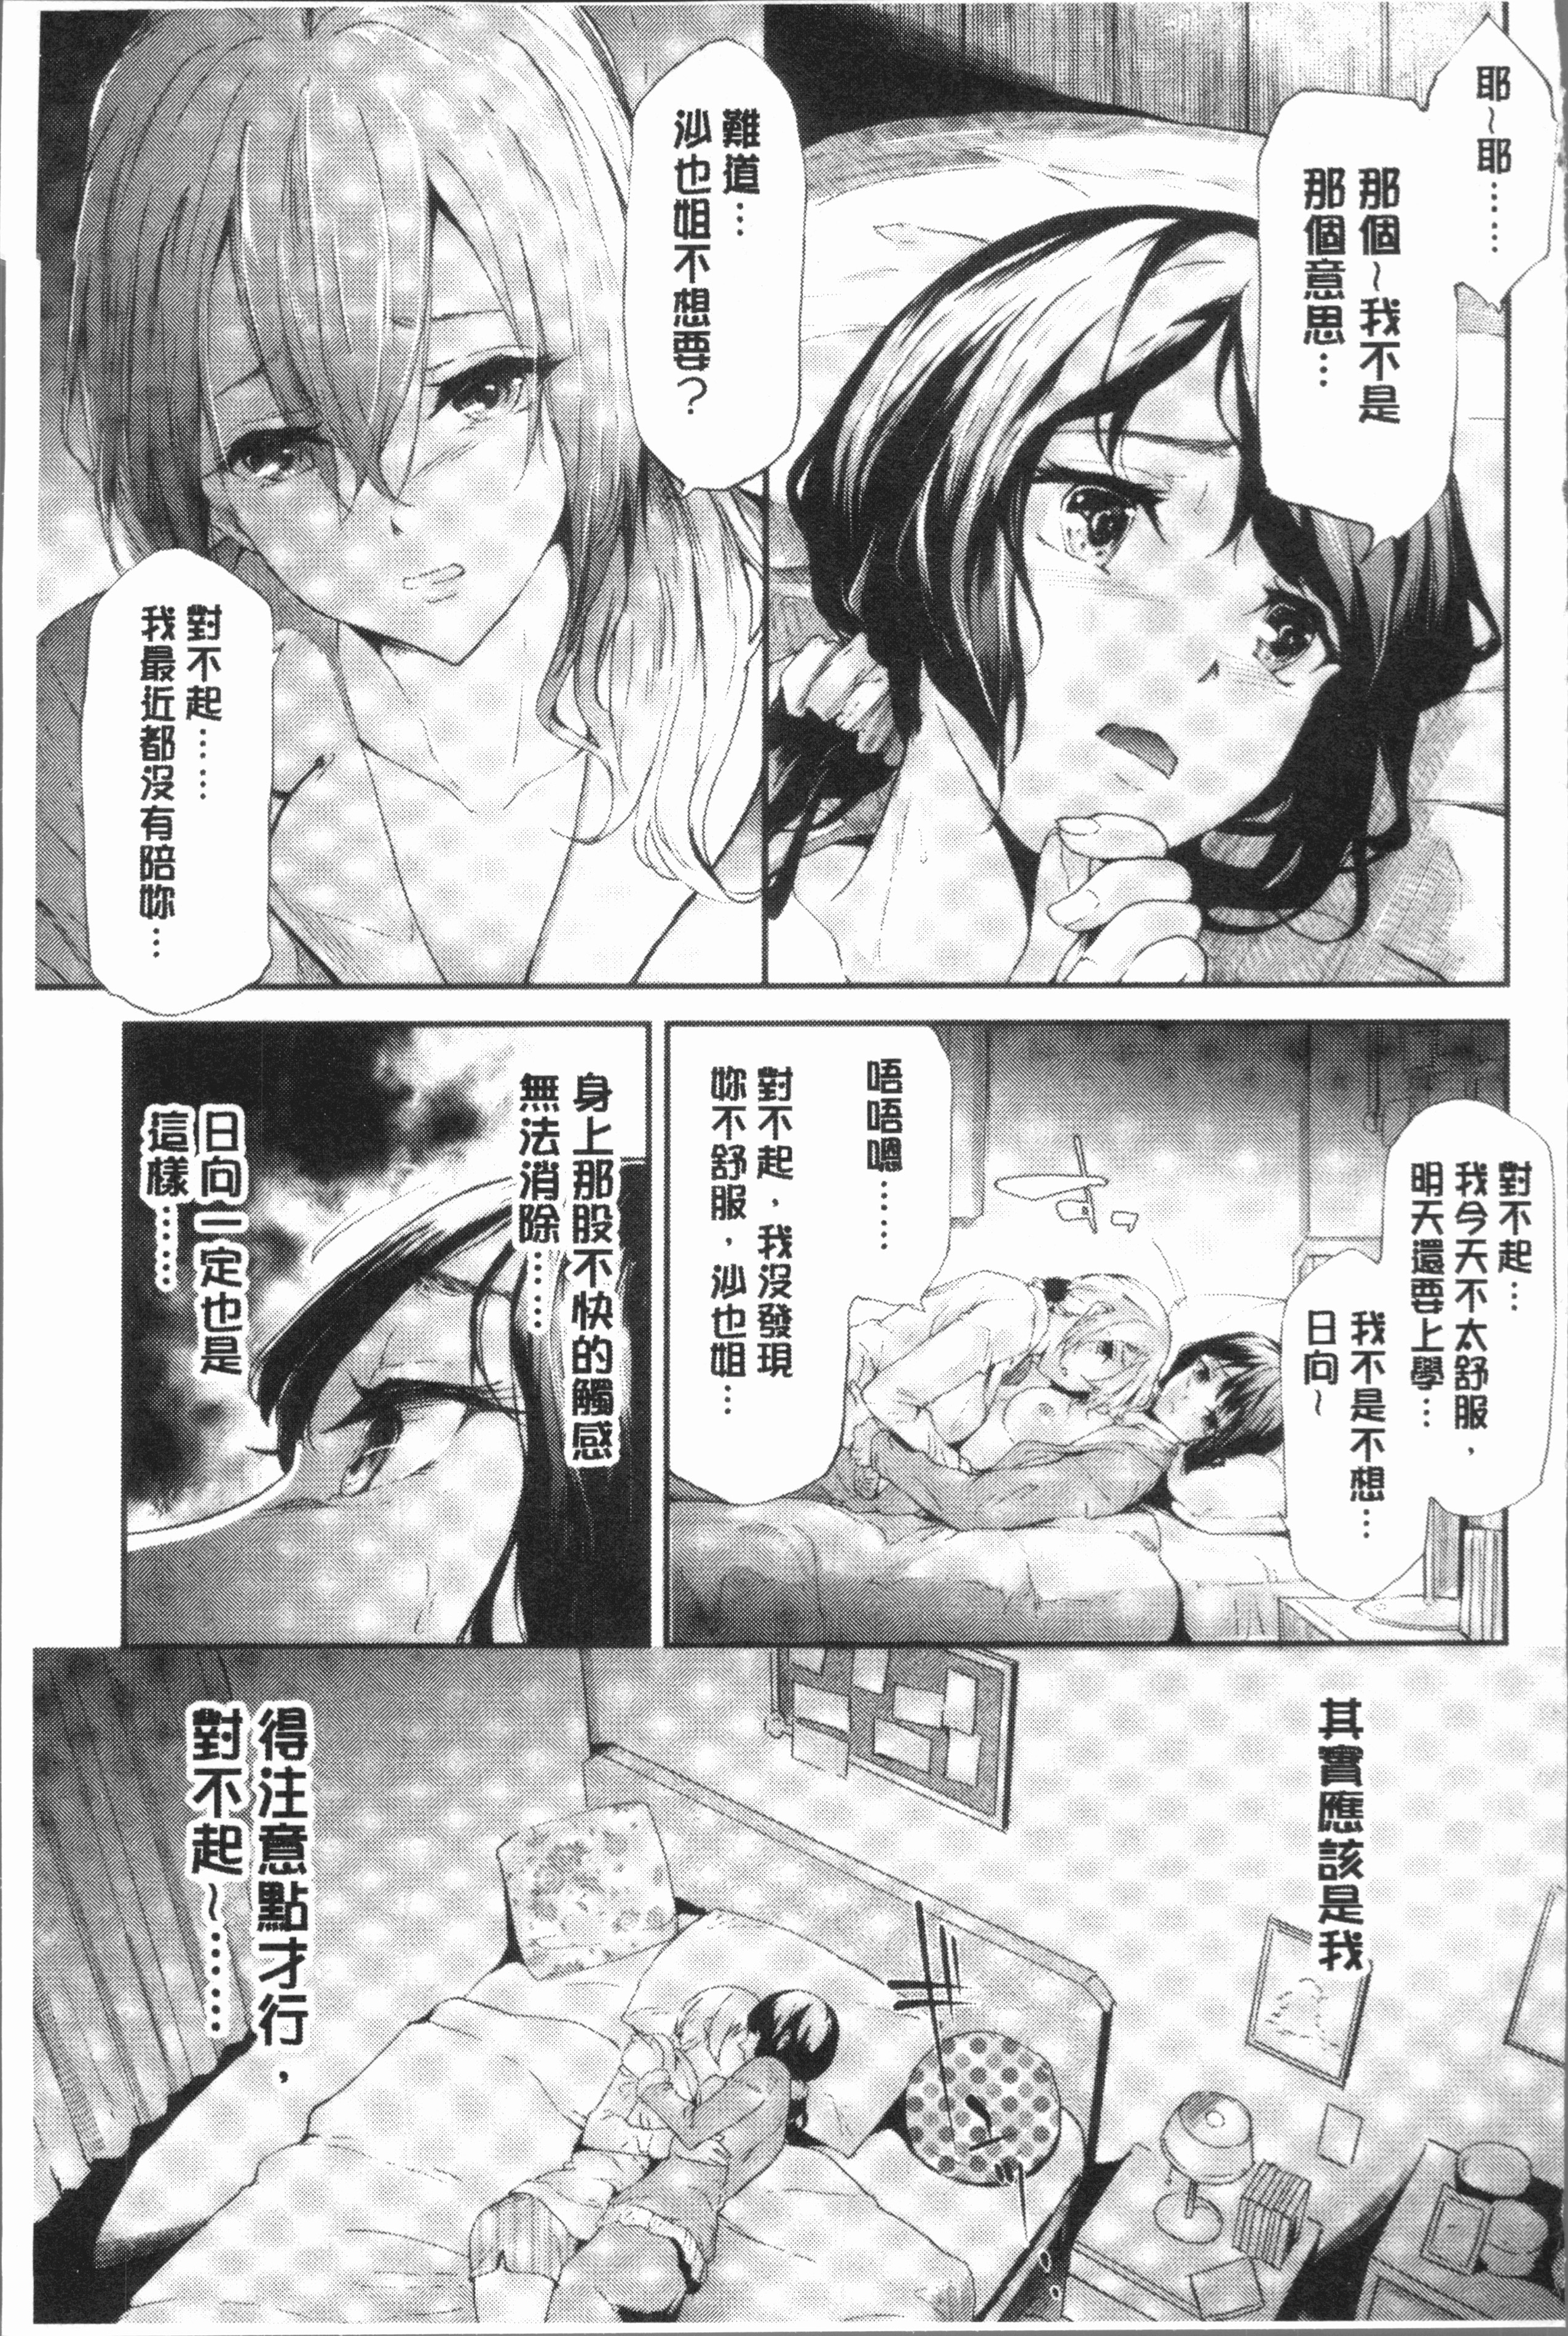 耶~耶……
那個~我不是
那個意思…
難道…
沙也姐不想要?
對不起……
我最近都沒有陪妳…
對不起…
我今天不太舒服,
明天還要上學…
我不是不想…
日向~
唔唔嗯……
對不起,我沒發現
妳不舒服,沙也姐…
身上那股不快的觸感
無法消除……
日向一定也是
這樣……
其實應該是我
得注意點才行,
對不起~……